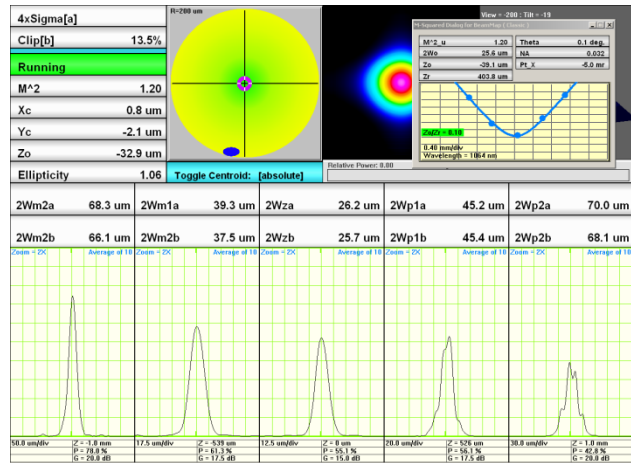 4xSigma[a]
Clip[b] 13.5%
Running
M^2 1.20
Xc 0.8 um
Yc -2.1 um
Zo -32.9 um
Ellipticity 1.06
R=200 um
Toggle Centroid: [absolute]
View = -200 : Tilt = -19
M-Squared Dialog for BeamMap ( Classic )
M^2_u 1.20 Theta 0.1 deg.
2Wo 25.6 um NA 0.032
Zo -39.1 um Pt_X -5.0 mr
Zr 403.8 um
Zo/Zr = 0.10
0.40 mm/div
Wavelength = 1064 nm
Relative Power: 0.00
2Wm2a 68.3 um 2Wm1a 39.3 um 2Wza 26.2 um 2Wp1a 45.2 um 2Wp2a 70.0 um
2Wm2b 66.1 um 2Wm2b 37.5 um 2Wzb 25.7 um 2Wp1b 45.4 um 2Wp2b 68.1 um
Zoom = 2X Average of 10 Zoom = 2X Average of 10 Zoom = 2X Average of 10 Zoom = 2X Average of 10 Zoom = 2X Average of 10
50.0 um/div Z = -1.0 mm 17.5 um/div Z = -539 um 12.5 um/div Z = 0 um 20.0 um/div Z = 526 um 30.0 um/div Z = 1.0 mm
P = 78.0 % P = 61.3 % P = 55.1 % P = 56.1 % P = 42.8 %
G = 20.0 dB G = 17.5 dB G = 15.0 dB G = 17.5 dB G = 20.0 dB